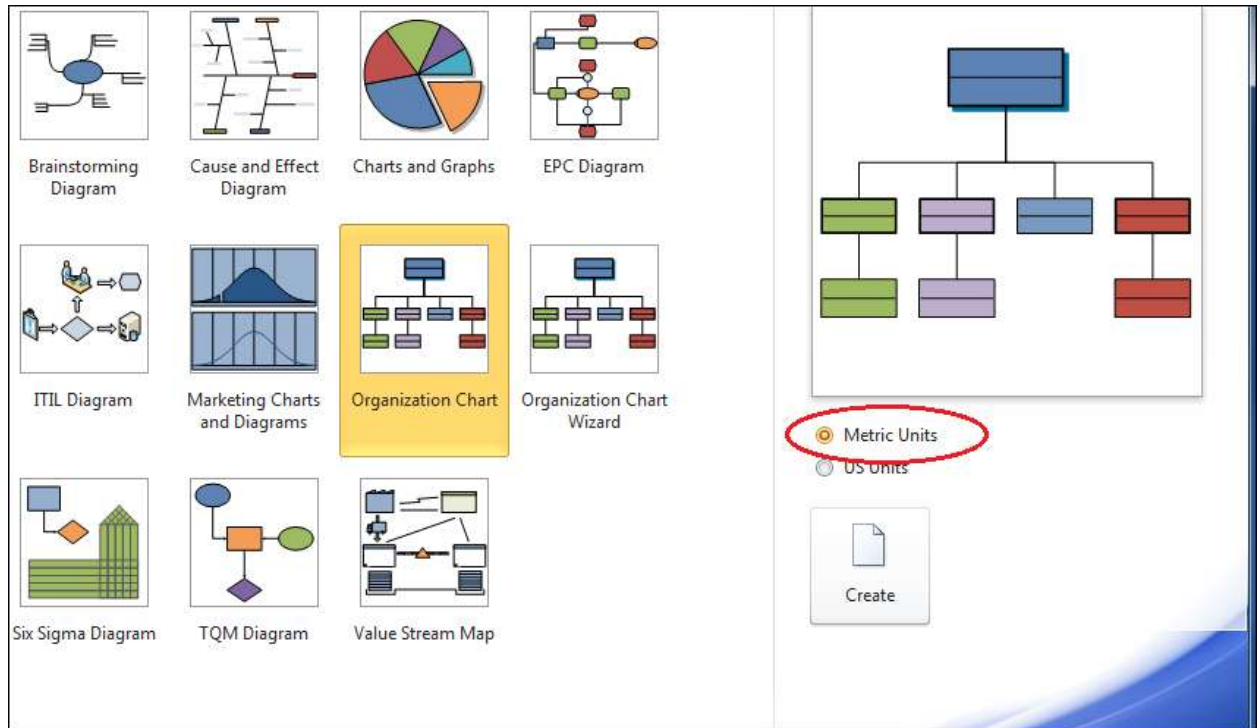 Brainstorming
Diagram
Cause and Effect
Diagram
Charts and Graphs
EPC Diagram
ITIL Diagram
Marketing Charts
and Diagrams
Organization Chart
Organization Chart
Wizard
Six Sigma Diagram
TQM Diagram
Value Stream Map
Metric Units
US Units
Create